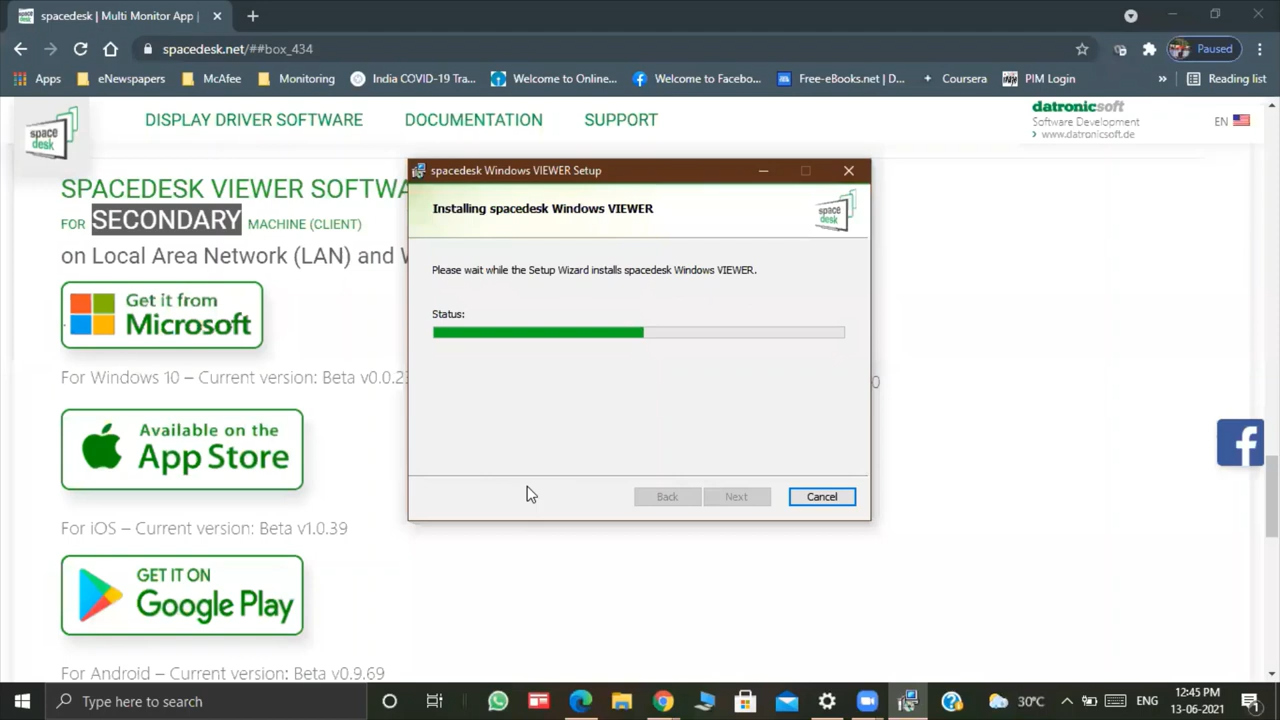 spacedesk | Multi Monitor App |
spacedesk.net/##box_434
Paused
Apps
eNewspapers
McAfee
Monitoring
India COVID-19 Tra...
Welcome to Online...
Welcome to Facebo...
Free-eBooks.net | D...
Coursera
PIM Login
»
Reading list
space
desk
DISPLAY DRIVER SOFTWARE
DOCUMENTATION
SUPPORT
datronicsoft
Software Development
> www.datronicsoft.de
EN
SPACEDESK VIEWER SOFTWA
FOR SECONDARY MACHINE (CLIENT)
on Local Area Network (LAN) and W
Get it from
Microsoft
For Windows 10 – Current version: Beta v0.0.2
0
Available on the
App Store
For iOS – Current version: Beta v1.0.39
GET IT ON
Google Play
For Android – Current version: Beta v0.9.69
spacedesk Windows VIEWER Setup
Installing spacedesk Windows VIEWER
space
desk
Please wait while the Setup Wizard installs spacedesk Windows VIEWER.
Status:
Back
Next
Cancel
Type here to search
30°C
ENG
12:45 PM
13-06-2021
1